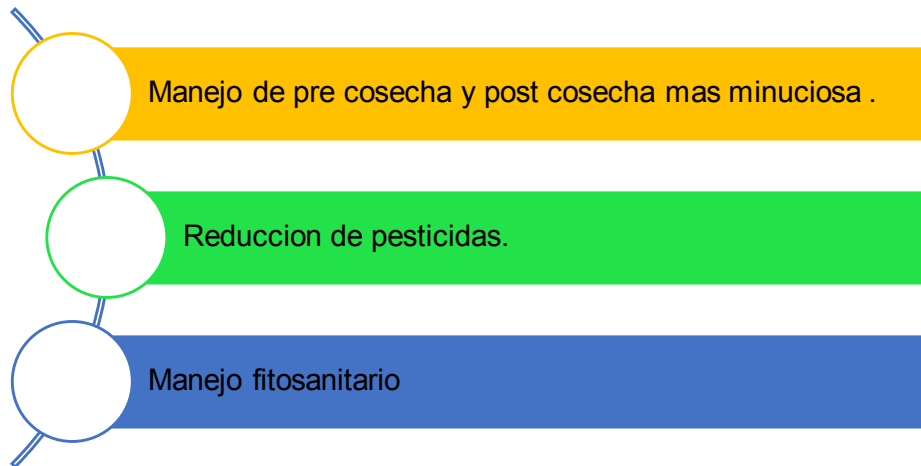 Manejo de pre cosecha y post cosecha mas minuciosa .
Reduccion de pesticidas.
Manejo fitosanitario